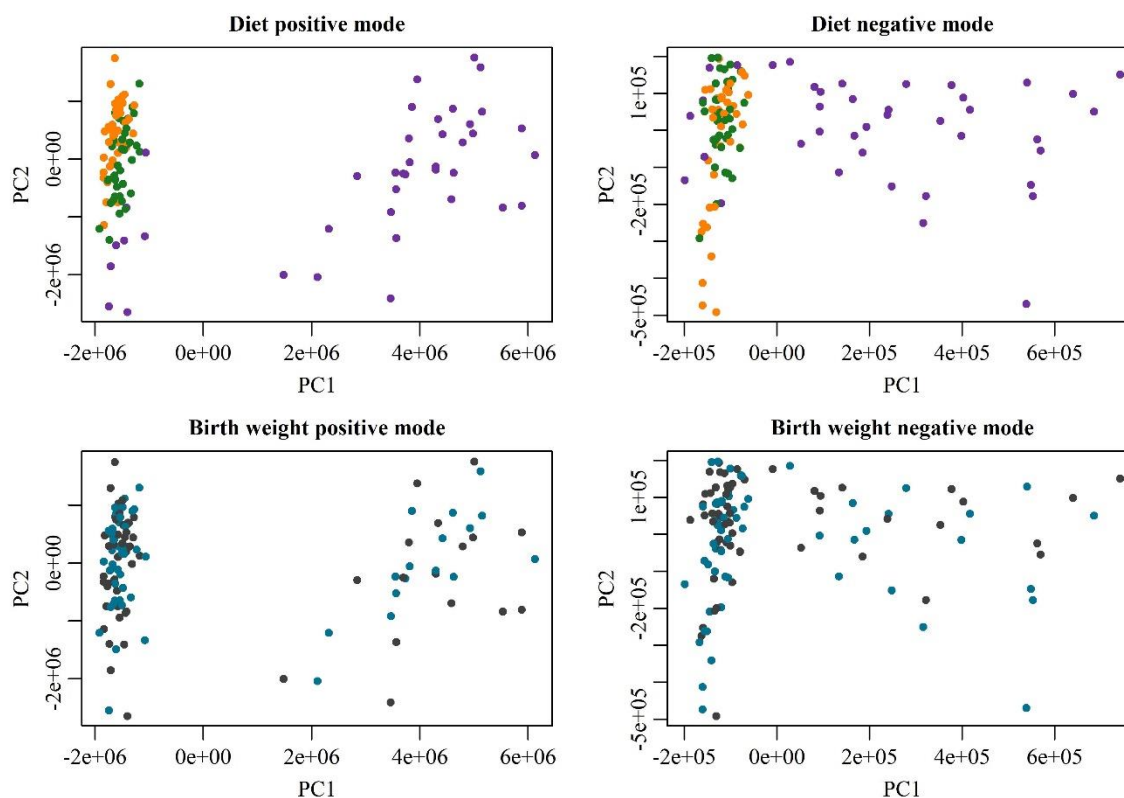 Diet positive mode
PC2
0e+00
-2e+06
-2e+06 0e+00 2e+06 4e+06 6e+06
PC1
Diet negative mode
PC2
1e+05
-2e+05
-5e+05
-2e+05 0e+00 2e+05 4e+05 6e+05
PC1
Birth weight positive mode
PC2
0e+00
-2e+06
-2e+06 0e+00 2e+06 4e+06 6e+06
PC1
Birth weight negative mode
PC2
1e+05
-2e+05
-5e+05
-2e+05 0e+00 2e+05 4e+05 6e+05
PC1